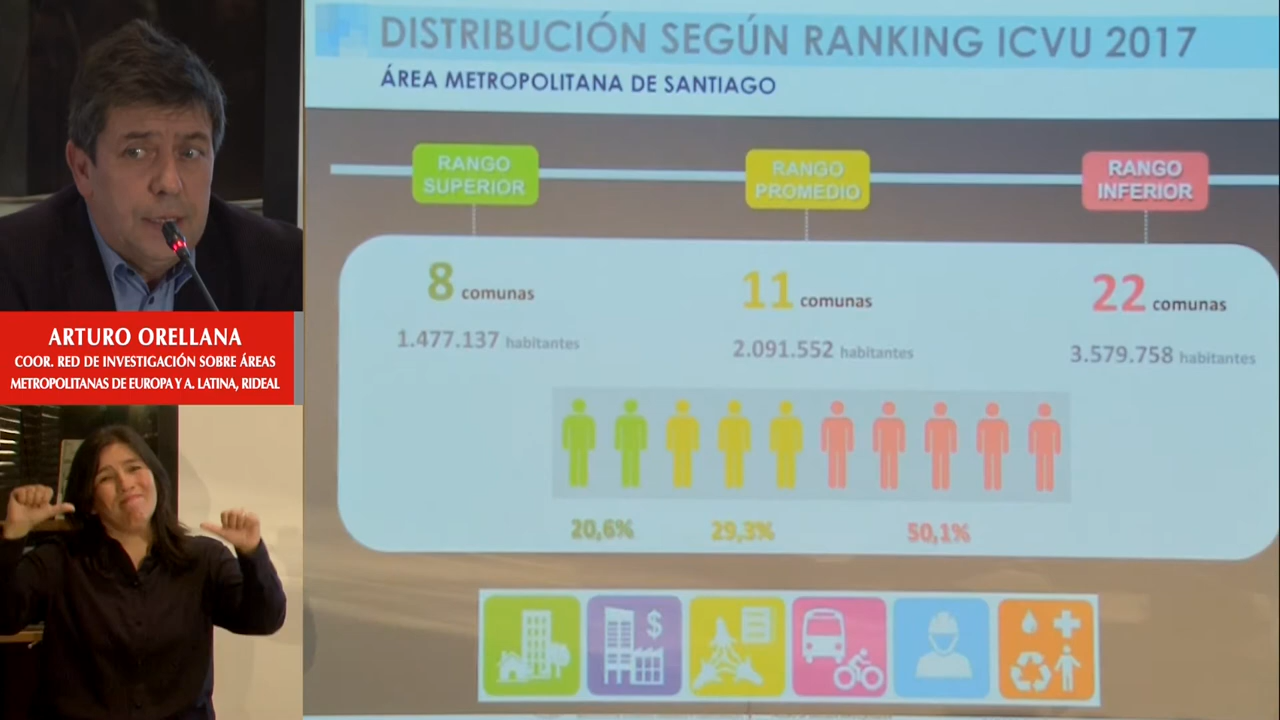 DISTRIBUCIÓN SEGÚN RANKING ICVU 2017
ÁREA METROPOLITANA DE SANTIAGO
RANGO
SUPERIOR
RANGO
PROMEDIO
RANGO
INFERIOR
8 comunas
11 comunas
22 comunas
1.477.137 habitantes
2.091.552 habitantes
3.579.758 habitantes
20,6%
29,3%
50,1%
$
ARTURO ORELLANA
COOR. RED DE INVESTIGACIÓN SOBRE ÁREAS
METROPOLITANAS DE EUROPA Y A. LATINA, RIDEAL